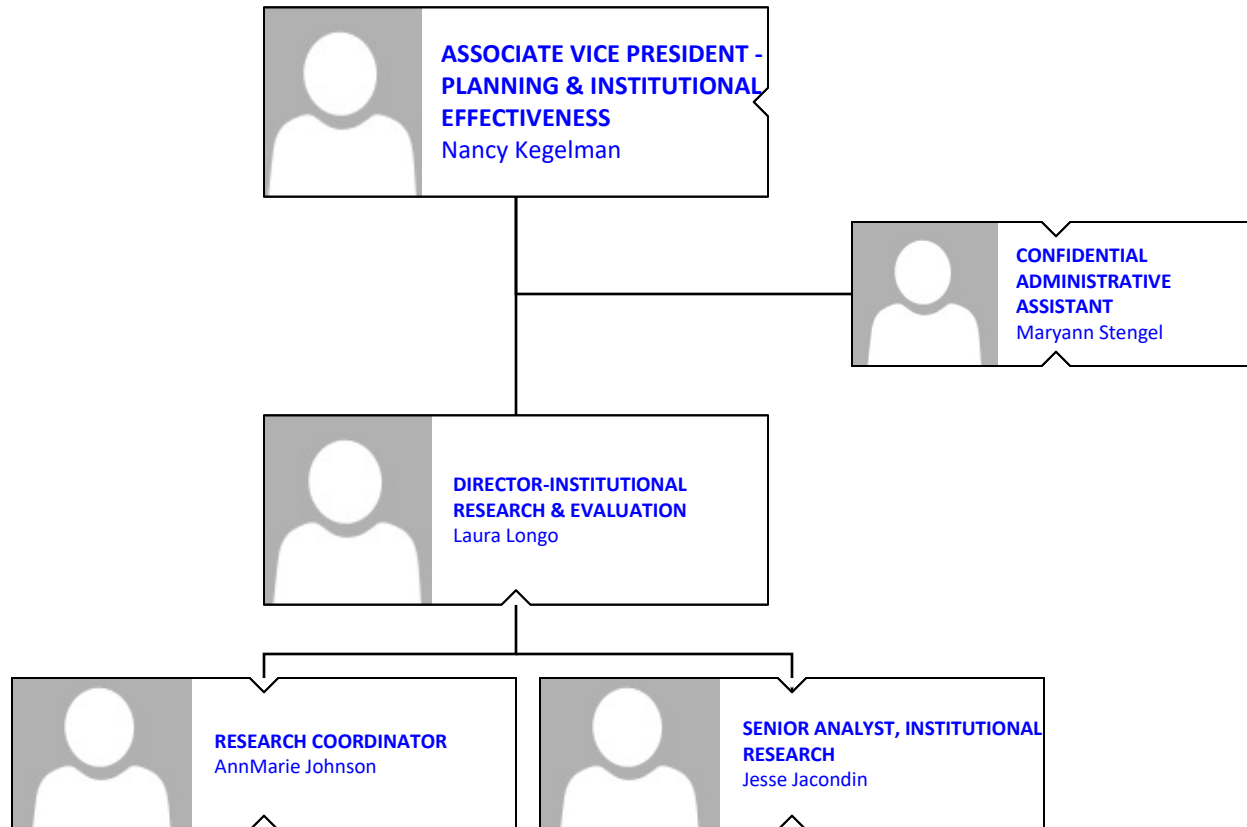 ASSOCIATE VICE PRESIDENT -
PLANNING & INSTITUTIONAL
EFFECTIVENESS
Nancy Kegelman
CONFIDENTIAL
ADMINISTRATIVE
ASSISTANT
Maryann Stengel
DIRECTOR-INSTITUTIONAL
RESEARCH & EVALUATION
Laura Longo
RESEARCH COORDINATOR
AnnMarie Johnson
SENIOR ANALYST, INSTITUTIONAL
RESEARCH
Jesse Jacondin